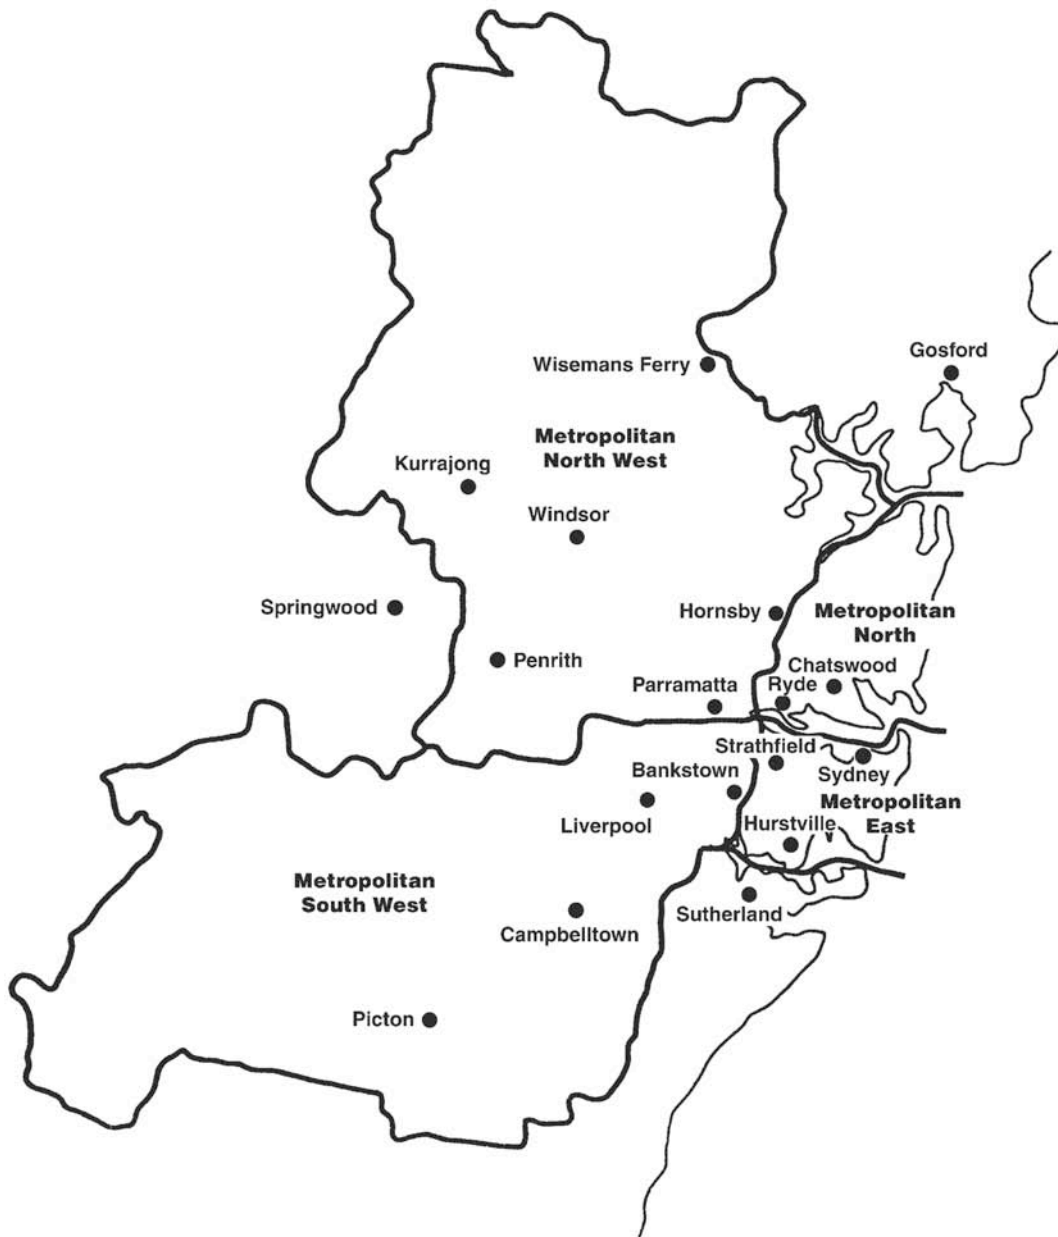 Gosford
Wisemans Ferry
Metropolitan
North West
Kurrajong
Windsor
Springwood
Hornsby
Metropolitan
North
Penrith
Chatswood
Parramatta
Ryde
Strathfield
Sydney
Bankstown
Liverpool
Metropolitan
East
Hurstville
Metropolitan
South West
Sutherland
Campbelltown
Picton